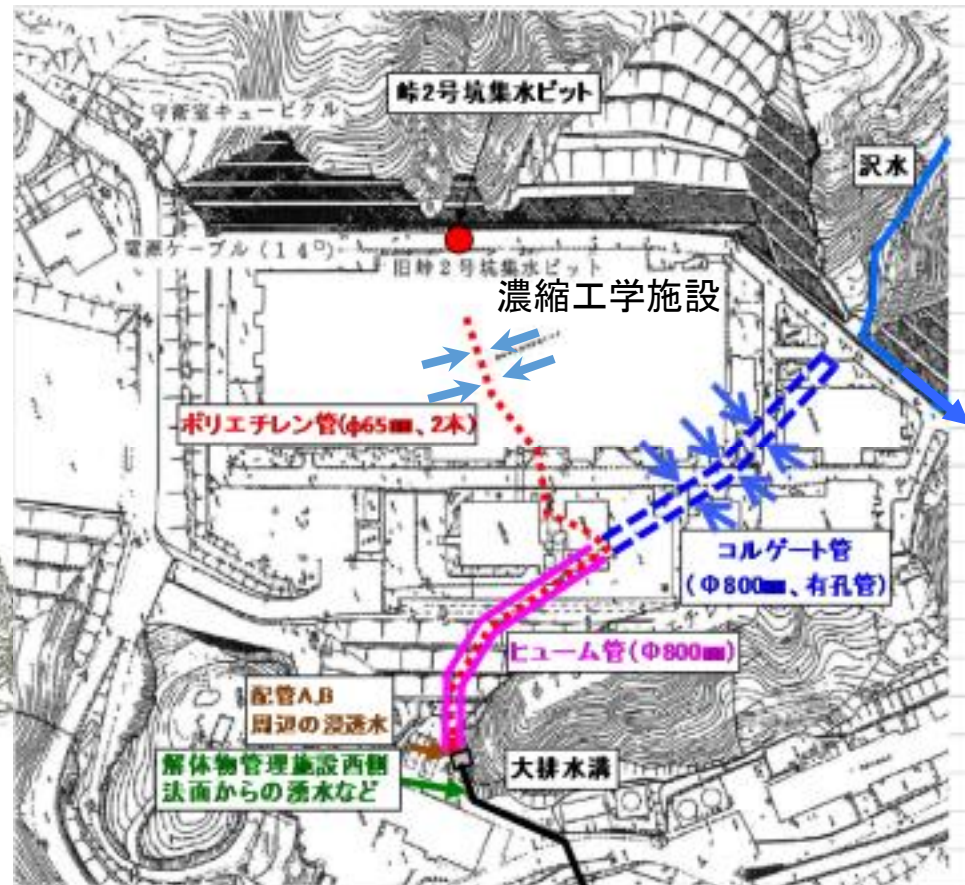 峠2号坑集水ピット
守衛室キュービクル
沢水
電源ケーブル(14□)
旧峠2号坑集水ピット
濃縮工学施設
ポリエチレン管(φ65㎜、2本)
コルゲート管
(Φ800㎜、有孔管)
ヒューム管(Φ800㎜)
配管A,B
周辺の浸透水
解体物管理施設西側
法面からの湧水など
大排水溝